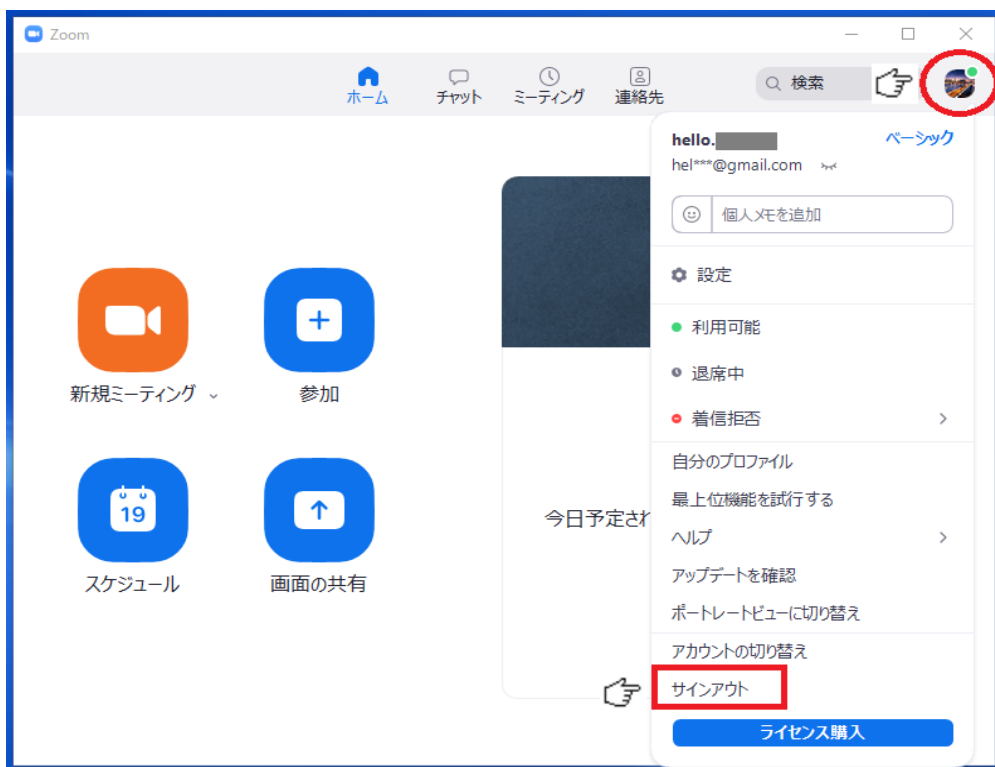 Zoom
ホーム
チャット
ミーティング
連絡先
検索
hello.
ベーシック
hel***@gmail.com
個人メモを追加
設定
利用可能
退席中
着信拒否
自分のプロファイル
最上位機能を試行する
ヘルプ
アップデートを確認
ポートレートビューに切り替え
アカウントの切り替え
サインアウト
ライセンス購入
新規ミーティング
参加
19
スケジュール
画面の共有
今日予定され